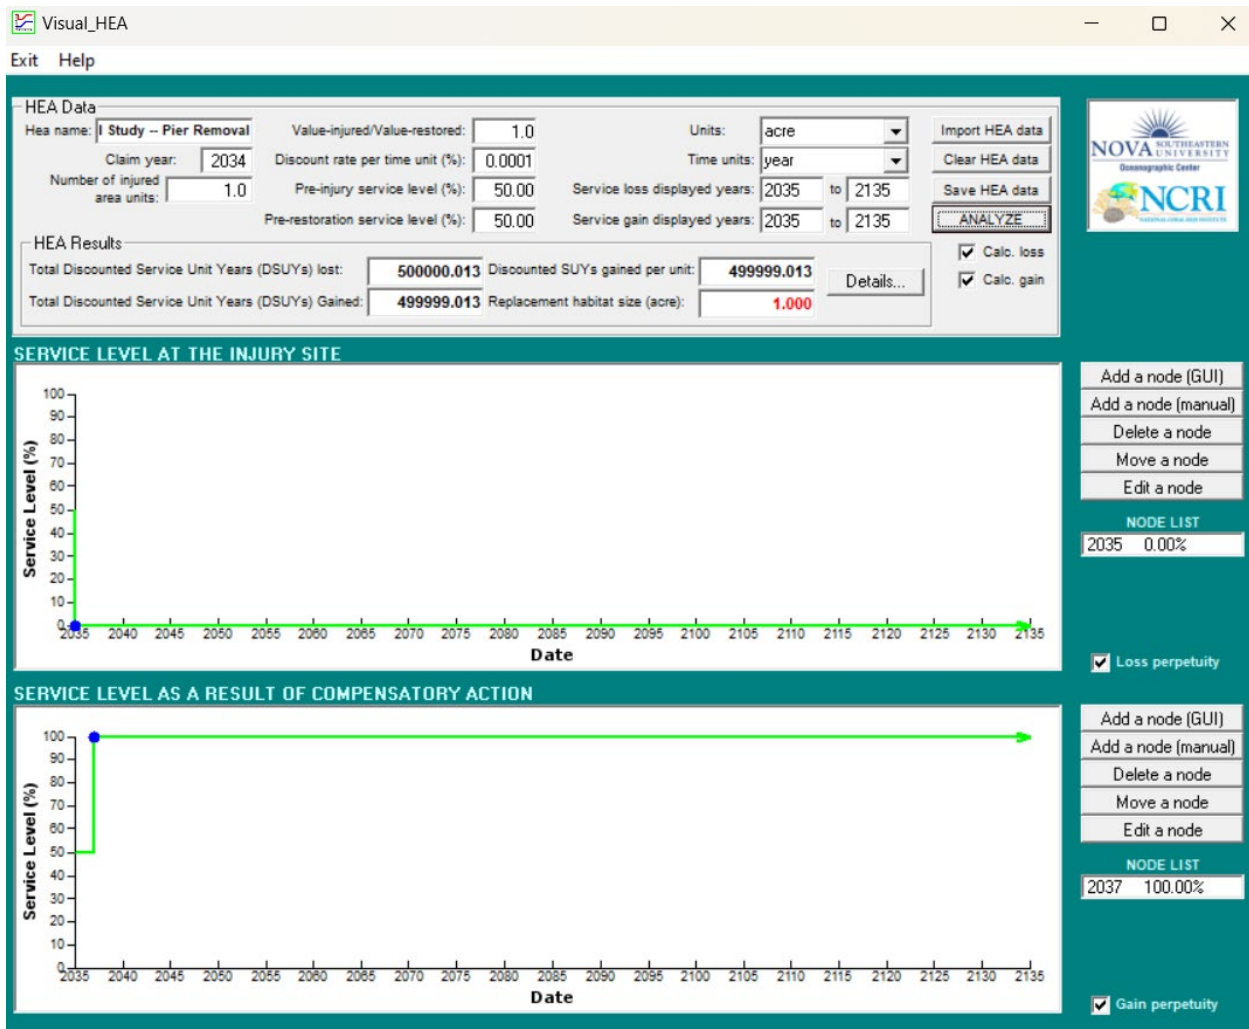 Visual_HEA
Exit Help
HEA Data
Hea name: I Study -- Pier Removal Value-injured/Value-restored: 1.0 Units: acre Import HEA data
Claim year: 2034 Discount rate per time unit (%): 0.0001 Time units: year Clear HEA data
Number of injured area units: 1.0 Pre-injury service level (%): 50.00 Service loss displayed years: 2035 to 2135 Save HEA data
Pre-restoration service level (%): 50.00 Service gain displayed years: 2035 to 2135 ANALYZE
HEA Results
Total Discounted Service Unit Years (DSUYs) lost: 500000.013 Discounted SUYs gained per unit: 499999.013 Details... Calc. loss
Total Discounted Service Unit Years (DSUYs) Gained: 499999.013 Replacement habitat size (acre): 1.000 Calc. gain
NOVA SOUTHEASTERN
UNIVERSITY
Oceanographic Center
NCRI
NATIONAL CORAL REEF INSTITUTE
SERVICE LEVEL AT THE INJURY SITE
Service Level (%)
100
90
80
70
60
50
40
30
20
10
0
2035 2040 2045 2050 2055 2060 2065 2070 2075 2080 2085 2090 2095 2100 2105 2110 2115 2120 2125 2130 2135
Date
Add a node (GUI)
Add a node (manual)
Delete a node
Move a node
Edit a node
NODE LIST
2035 0.00%
Loss perpetuity
SERVICE LEVEL AS A RESULT OF COMPENSATORY ACTION
Service Level (%)
100
90
80
70
60
50
40
30
20
10
0
2035 2040 2045 2050 2055 2060 2065 2070 2075 2080 2085 2090 2095 2100 2105 2110 2115 2120 2125 2130 2135
Date
Add a node (GUI)
Add a node (manual)
Delete a node
Move a node
Edit a node
NODE LIST
2037 100.00%
Gain perpetuity